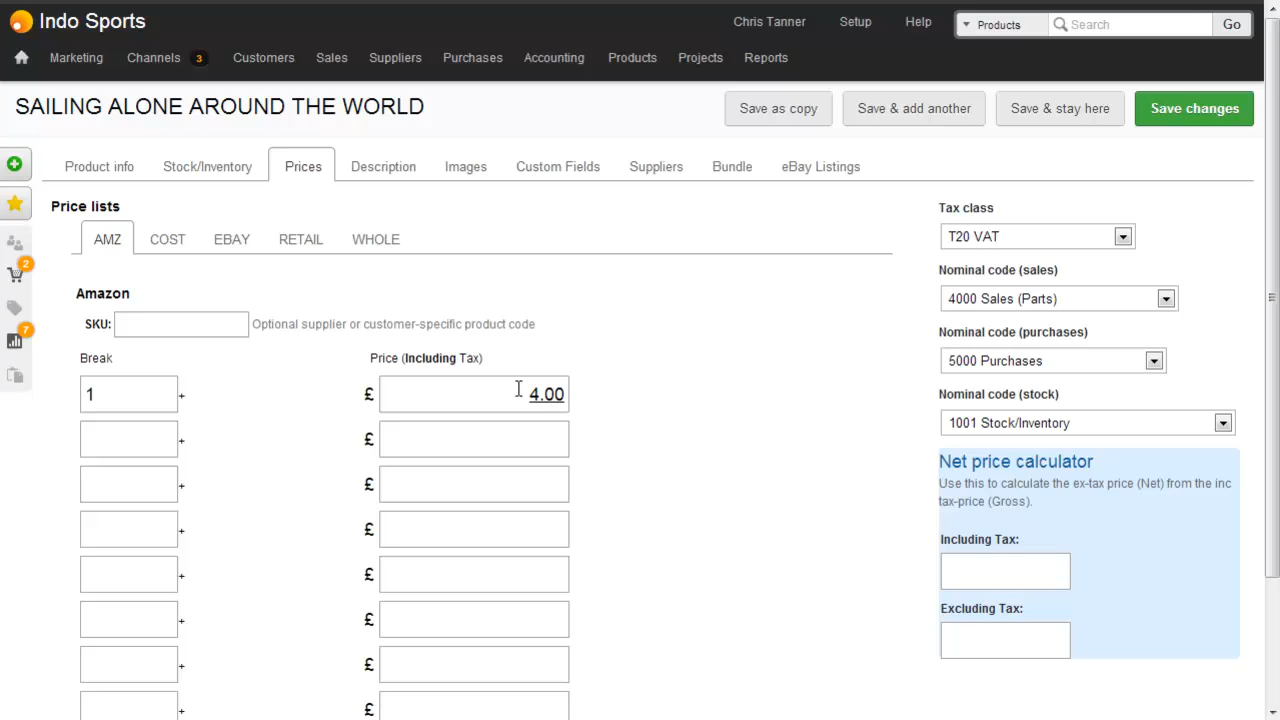 Indo Sports
Chris Tanner Setup Help Products Search Go
Marketing Channels 3 Customers Sales Suppliers Purchases Accounting Products Projects Reports
SAILING ALONE AROUND THE WORLD
Save as copy Save & add another Save & stay here Save changes
Product info Stock/Inventory Prices Description Images Custom Fields Suppliers Bundle eBay Listings
2
7
Price lists
AMZ COST EBAY RETAIL WHOLE
Amazon
SKU: Optional supplier or customer-specific product code
Break Price (Including Tax)
1 + £ 4.00
+ £
+ £
+ £
+ £
+ £
+ £
+ £
Tax class
T20 VAT
Nominal code (sales)
4000 Sales (Parts)
Nominal code (purchases)
5000 Purchases
Nominal code (stock)
1001 Stock/Inventory
Net price calculator
Use this to calculate the ex-tax price (Net) from the inc
tax-price (Gross).
Including Tax:
Excluding Tax: